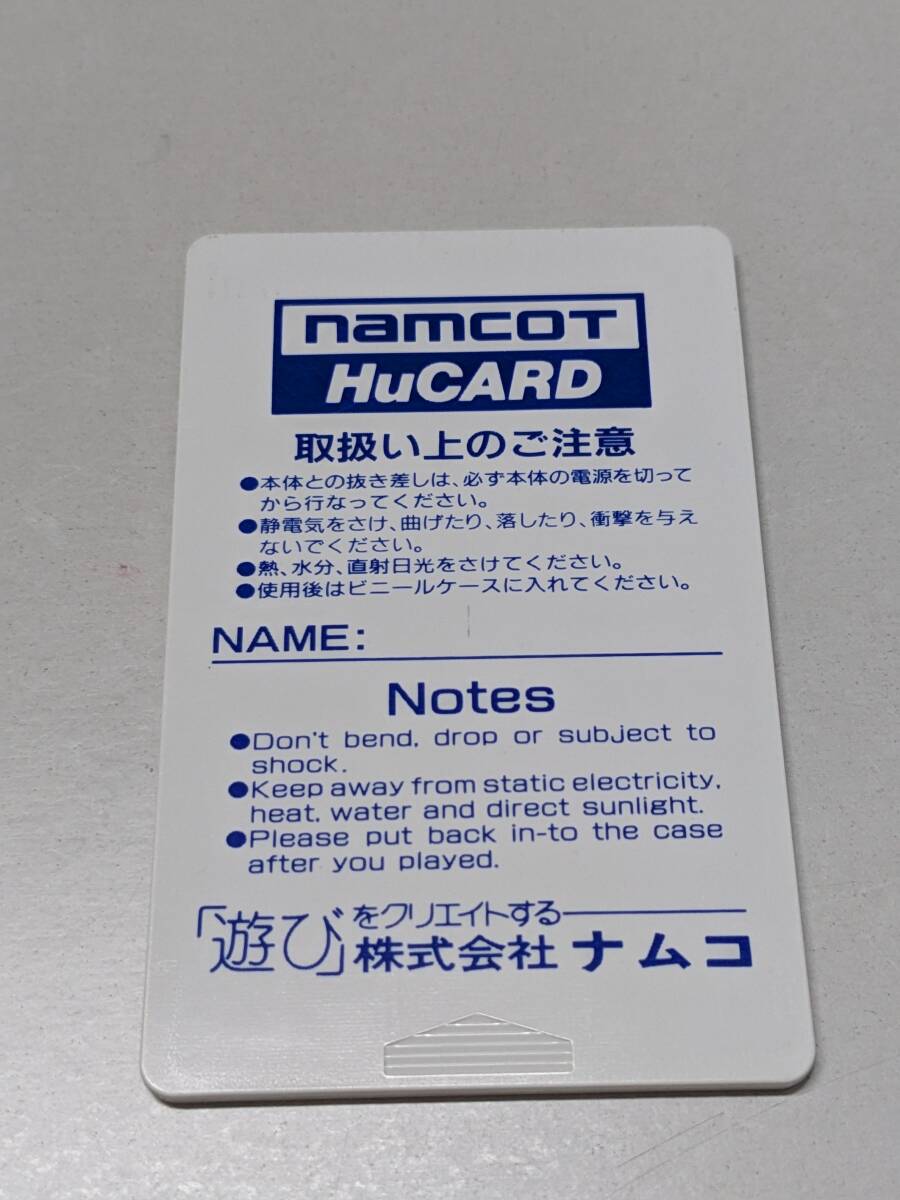 namcoT
HuCARD
取扱い上のご注意
●本体との抜き差しは、必ず本体の電源を切って
から行なってください。
●静電気をさけ、曲げたり、落したり、衝撃を与え
ないでください。
●熱、水分、直射日光をさけてください。
●使用後はビニールケースに入れてください。
NAME:
Notes
●Don't bend, drop or subject to
shock.
●Keep away from static electricity,
heat, water and direct sunlight.
●Please put back in-to the case
after you played.
「遊び」をクリエイトする――
株式会社 ナムコ